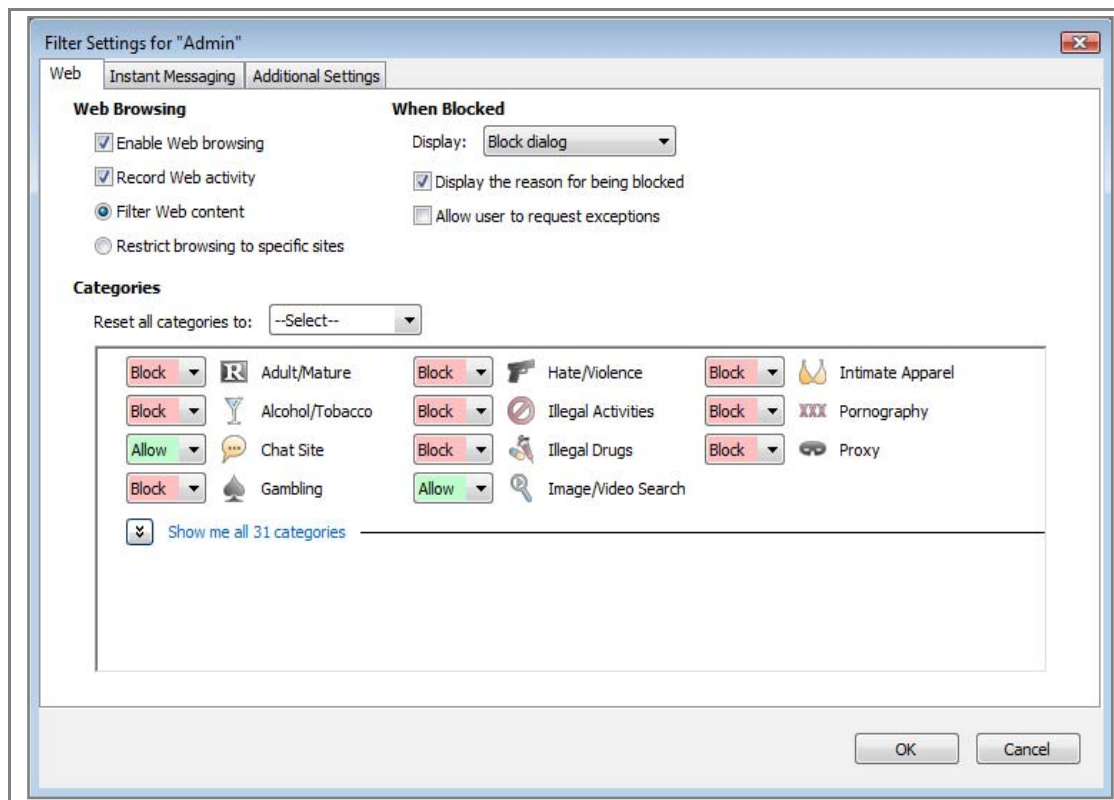 Filter Settings for "Admin"
Web Instant Messaging Additional Settings
Web Browsing When Blocked
Enable Web browsing Display: Block dialog
Record Web activity Display the reason for being blocked
Filter Web content Allow user to request exceptions
Restrict browsing to specific sites
Categories
Reset all categories to: --Select--
Block R Adult/Mature Block Hate/Violence Block Intimate Apparel
Block Alcohol/Tobacco Block Illegal Activities Block XXX Pornography
Allow Chat Site Block Illegal Drugs Block Proxy
Block Gambling Allow Image/Video Search
Show me all 31 categories
OK Cancel